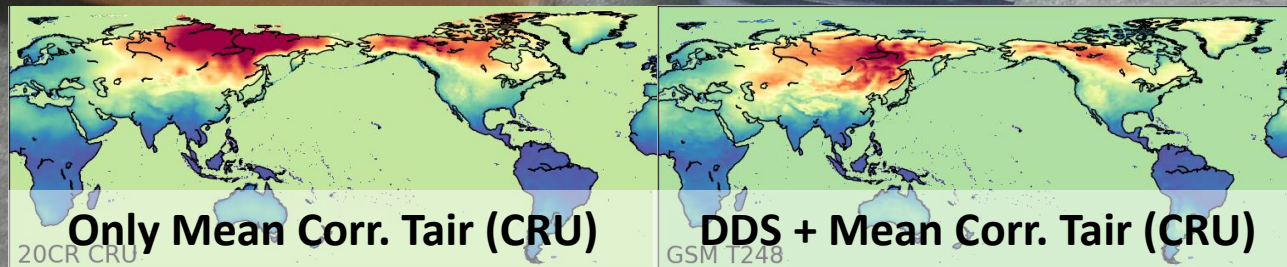 Only Mean Corr. Tair (CRU)
20CR CRU
DDS + Mean Corr. Tair (CRU)
GSM T248